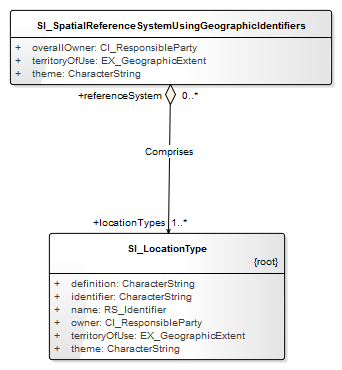 SI_SpatialReferenceSystemUsingGeographicIdentifiers
+ overallOwner: CI_ResponsibleParty
+ territoryOfUse: EX_GeographicExtent
+ theme: CharacterString
+referenceSystem 0..*
Comprises
+locationTypes 1..*
SI_LocationType
{root}
+ definition: CharacterString
+ identifier: CharacterString
+ name: RS_Identifier
+ owner: CI_ResponsibleParty
+ territoryOfUse: EX_GeographicExtent
+ theme: CharacterString